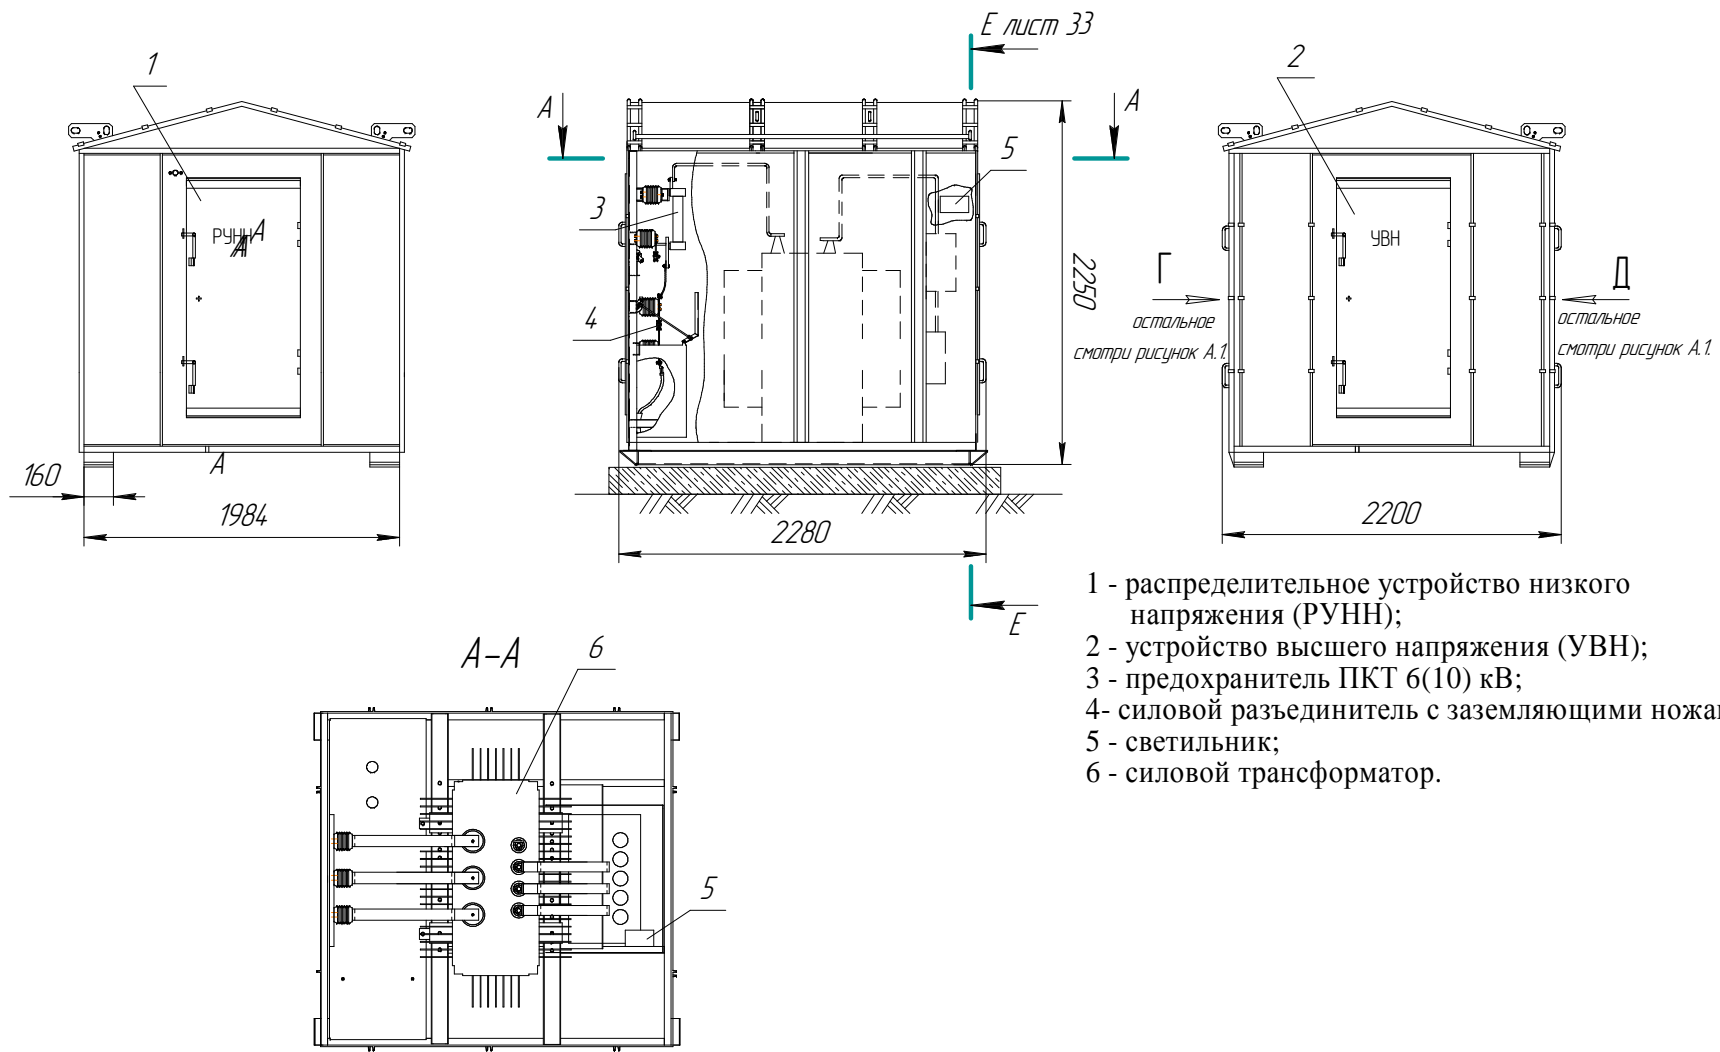 Е лист 33
1
2
А
А
5
3
РУНН
А
А
УВН
2250
Г
Д
4
остальное
смотри рисунок А.1.
остальное
смотри рисунок А.1.
А
160
1984
2280
2200
Е
1 - распределительное устройство низкого
напряжения (РУНН);
2 - устройство высшего напряжения (УВН);
3 - предохранитель ПКТ 6(10) кВ;
4- силовой разъединитель с заземляющими
5 - светильник;
6 - силовой трансформатор.
А-А
6
5